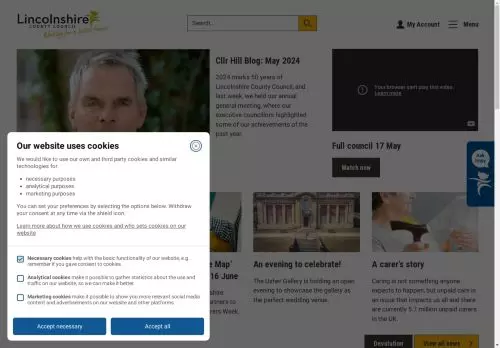 Lincolnshire
COUNTY COUNCIL
Working for a better future
Search...
My Account
Menu
Cllr Hill Blog: May 2024
2024 marks 50 years of
Lincolnshire County Council, and
last week, we held our annual
general meeting, where our
executive councillors highlighted
some of our achievements of the
past year.
Your browser can't play this video.
Learn more
Full council 17 May
Watch now
Our website uses cookies
We would like to use our own and third party cookies and similar
technologies for:
necessary purposes
analytical purposes
marketing purposes
You can set your preferences by selecting the options below. Withdraw
your consent at any time via the shield icon.
Learn more about how we use cookies and who sets cookies on our
website
Necessary cookies help with the basic functionality of our website, e.g.
remember if you gave consent to cookies.
Analytical cookies make it possible to gather statistics about the use and
traffic on our website, so we can make it better.
Marketing cookies make it possible to show you more relevant social media
content and advertisements on our website and other platforms.
Accept necessary
Accept all
e Map'
16 June
rtners to
rers Week.
An evening to celebrate!
The Usher Gallery is holding an
open evening to showcase the
gallery as the perfect wedding venue.
A carer's story
Caring is not something anyone
expects to happen, but unpaid care is
an issue that impacts us all and there
are currently 5.7 million unpaid carers
in the UK.
Devolution
View all news
Ask